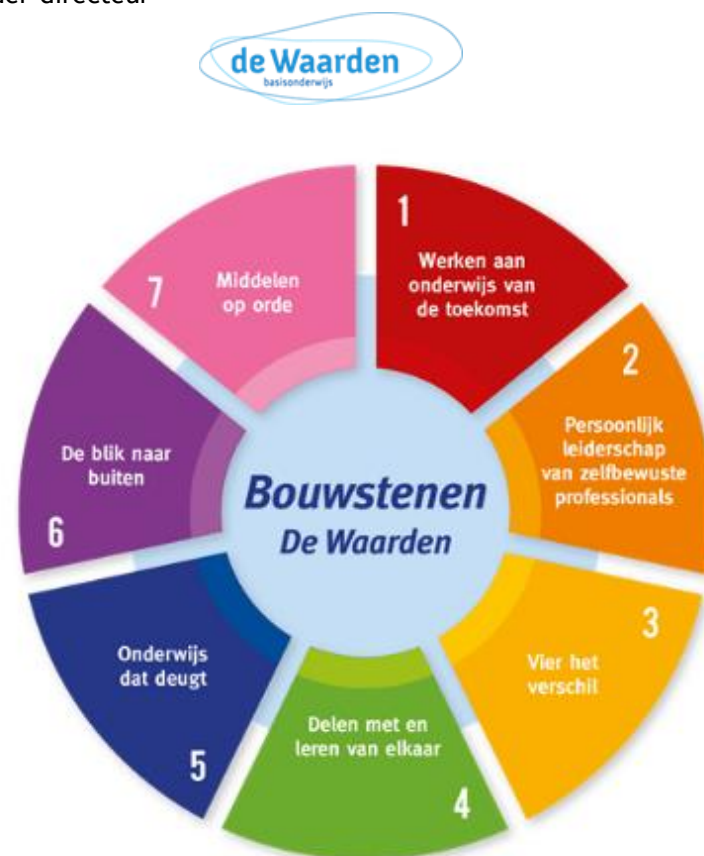 directeur
de Waarden
basisonderwijs
1
Werken aan
onderwijs van
de toekomst
2
Persoonlijk
leiderschap
van zelfbewuste
professionals
3
Vier het
verschil
4
Delen met en
leren van elkaar
5
Onderwijs
dat deugt
6
De blik naar
buiten
7
Middelen
op orde
Bouwstenen
De Waarden